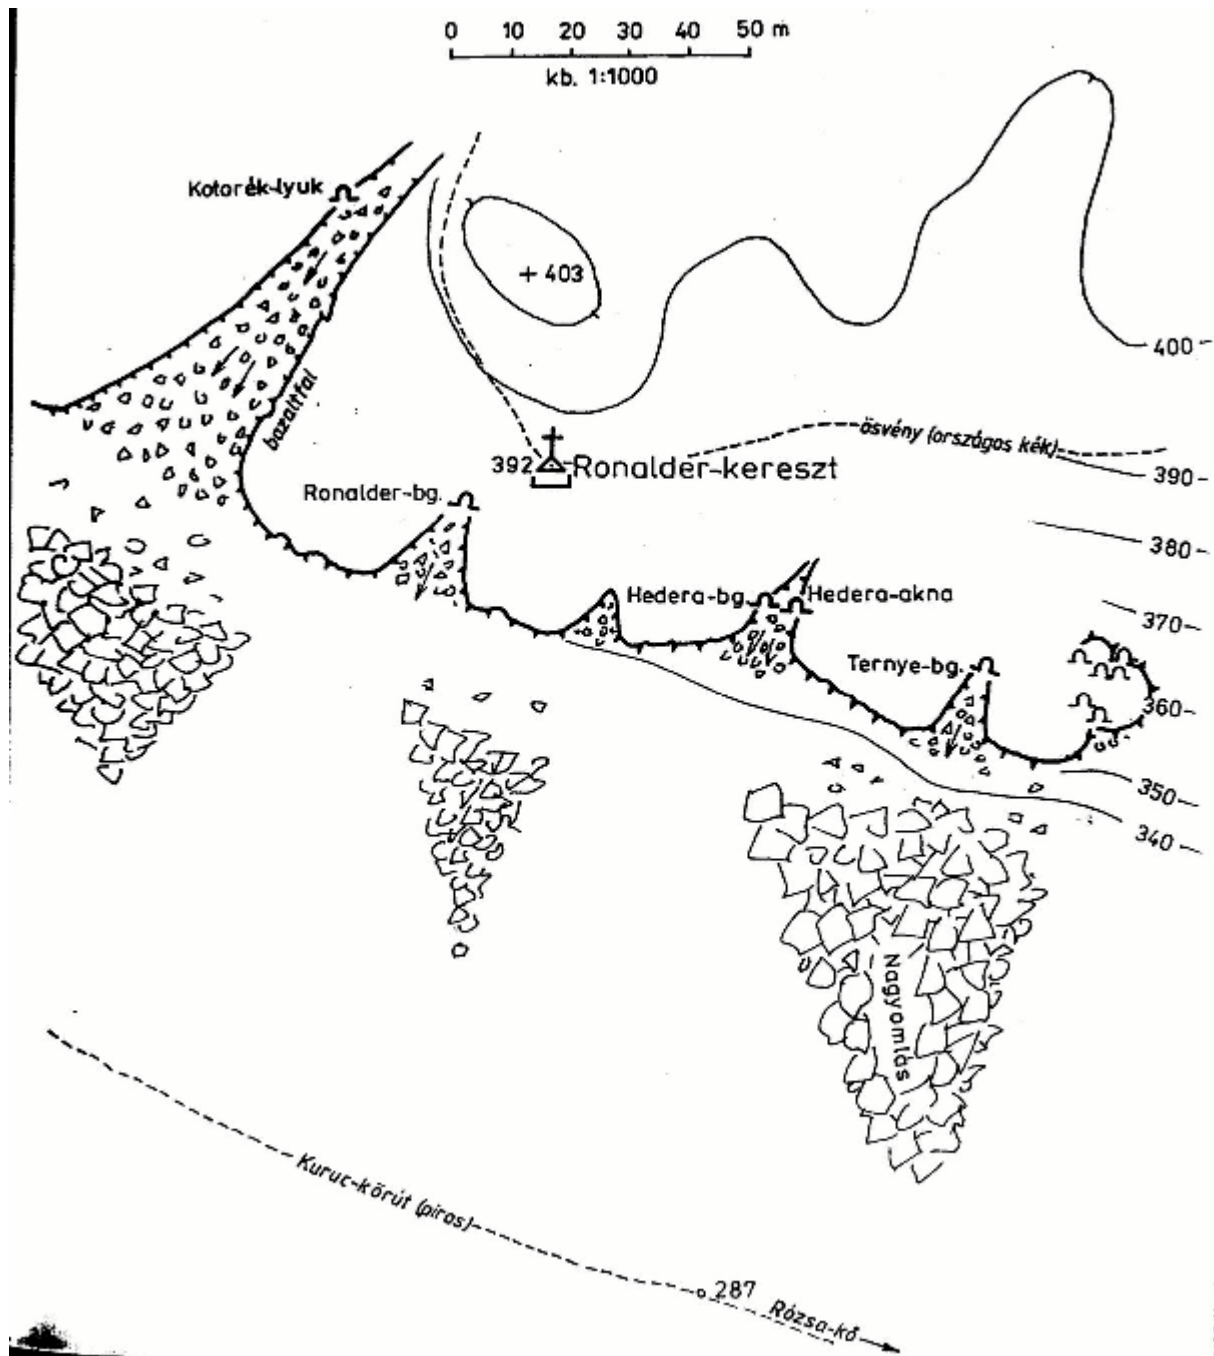 0 10 20 30 40 50 m
kb. 1:1000
Kotorék-lyuk
+ 403
400
bazaltfal
ösvény (országos kék)
392 Ronalder-kereszt
390
Ronalder-bg.
380
Hedera-bg. Hedera-akna
370
Ternye-bg.
360
350
340
Nagyomlás
Kuruc-körút (piros)
287
Rózsa-kő